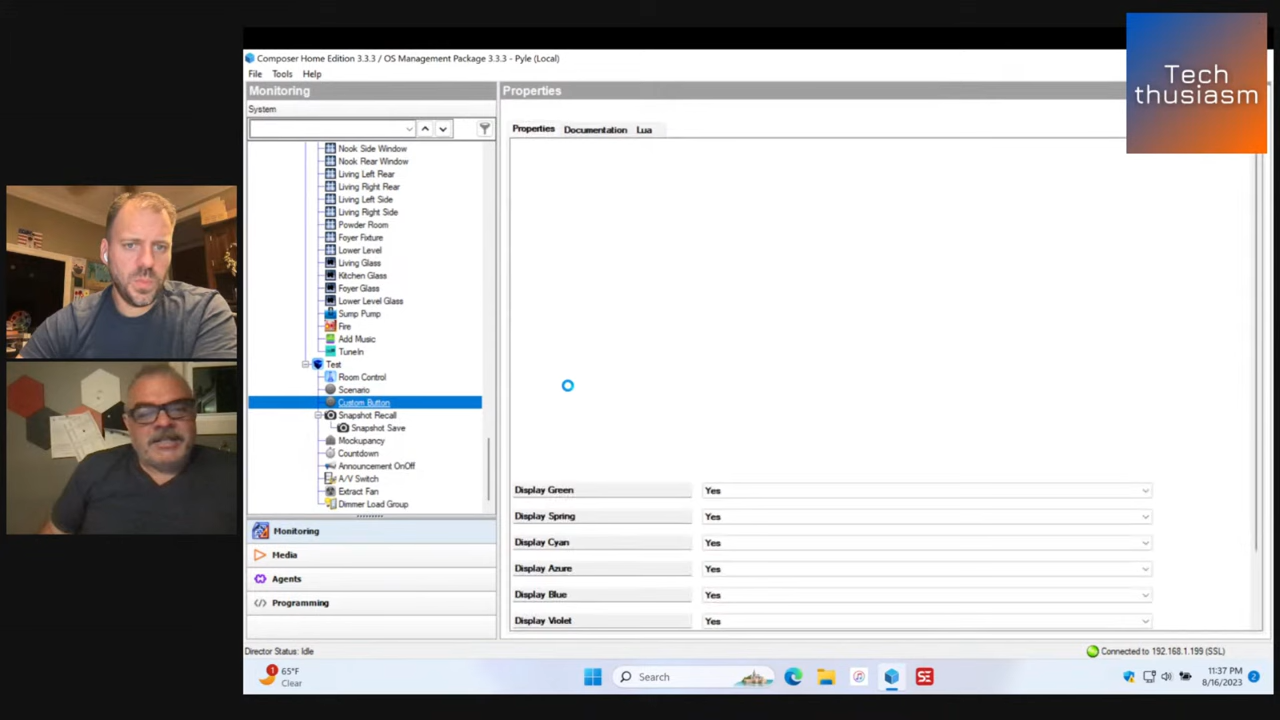 Tech
thusiasm
Composer Home Edition 3.3.3 / OS Management Package 3.3.3 - Pyle (Local)
File Tools Help
Monitoring
System
Nook Side Window
Nook Rear Window
Living Left Rear
Living Right Rear
Living Left Side
Living Right Side
Powder Room
Foyer Fixture
Lower Level
Living Glass
Kitchen Glass
Foyer Glass
Lower Level Glass
Sump Pump
Fire
Add Music
TuneIn
Test
Room Control
Scenario
Custom Button
Snapshot Recall
Snapshot Save
Mockupancy
Countdown
Announcement OnOff
A/V Switch
Extract Fan
Dimmer Load Group
Monitoring
Media
Agents
Programming
Properties
Properties Documentation Lua
Display Green Yes
Display Spring Yes
Display Cyan Yes
Display Azure Yes
Display Blue Yes
Display Violet Yes
Director Status: Idle
Connected to 192.168.1.199 (SSL)
1
65°F
Clear
Search
SE
11:37 PM
8/16/2023
2